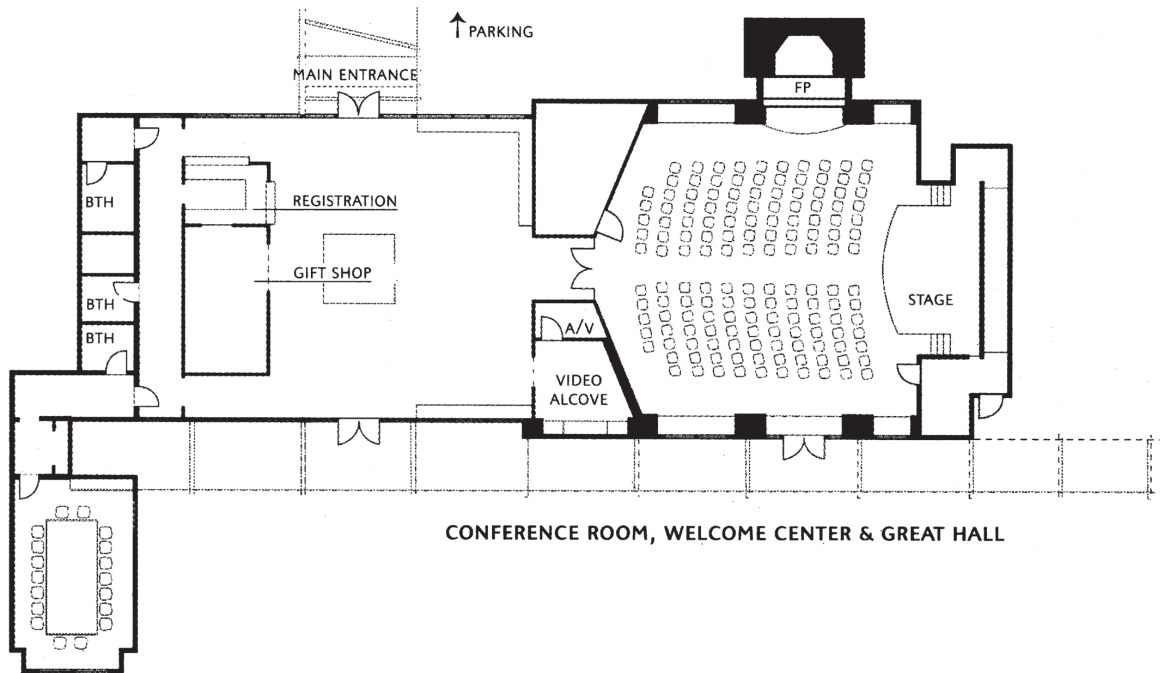 PARKING
MAIN ENTRANCE
FP
BTH
REGISTRATION
GIFT SHOP
STAGE
BTH
A/V
BTH
VIDEO
ALCOVE
CONFERENCE ROOM, WELCOME CENTER & GREAT HALL